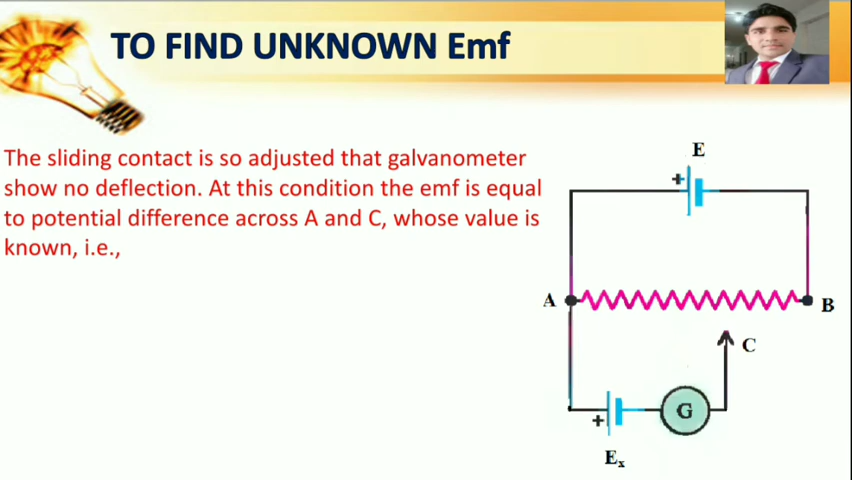 TO FIND UNKNOWN Emf
The sliding contact is so adjusted that galvanometer
show no deflection. At this condition the emf is equal
to potential difference across A and C, whose value is
known, i.e.,
E
+
A
B
C
G
+
Ex